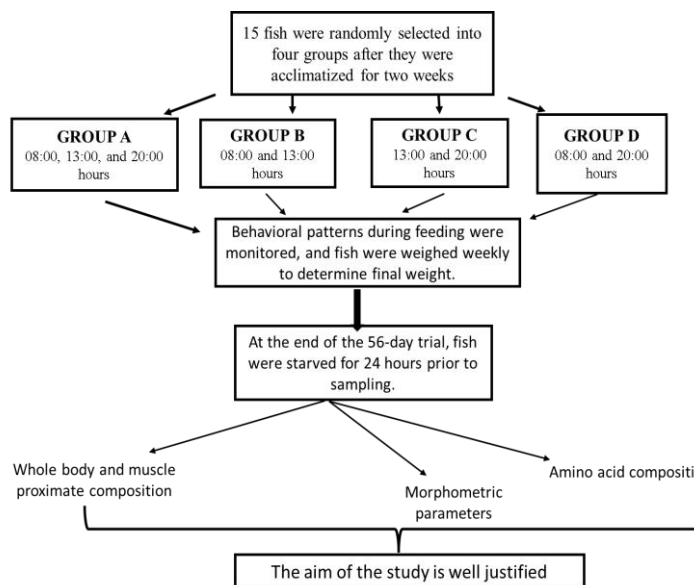 15 fish were randomly selected into
four groups after they were
acclimatized for two weeks
GROUP A
08:00, 13:00, and 20:00
hours
GROUP B
08:00 and 13:00
hours
GROUP C
13:00 and 20:00
hours
GROUP D
08:00 and 20:00
hours
Behavioral patterns during feeding were
monitored, and fish were weighed weekly
to determine final weight.
At the end of the 56-day trial, fish
were starved for 24 hours prior to
sampling.
Whole body and muscle
proximate composition
Morphometric
parameters
Amino acid compositi
The aim of the study is well justified